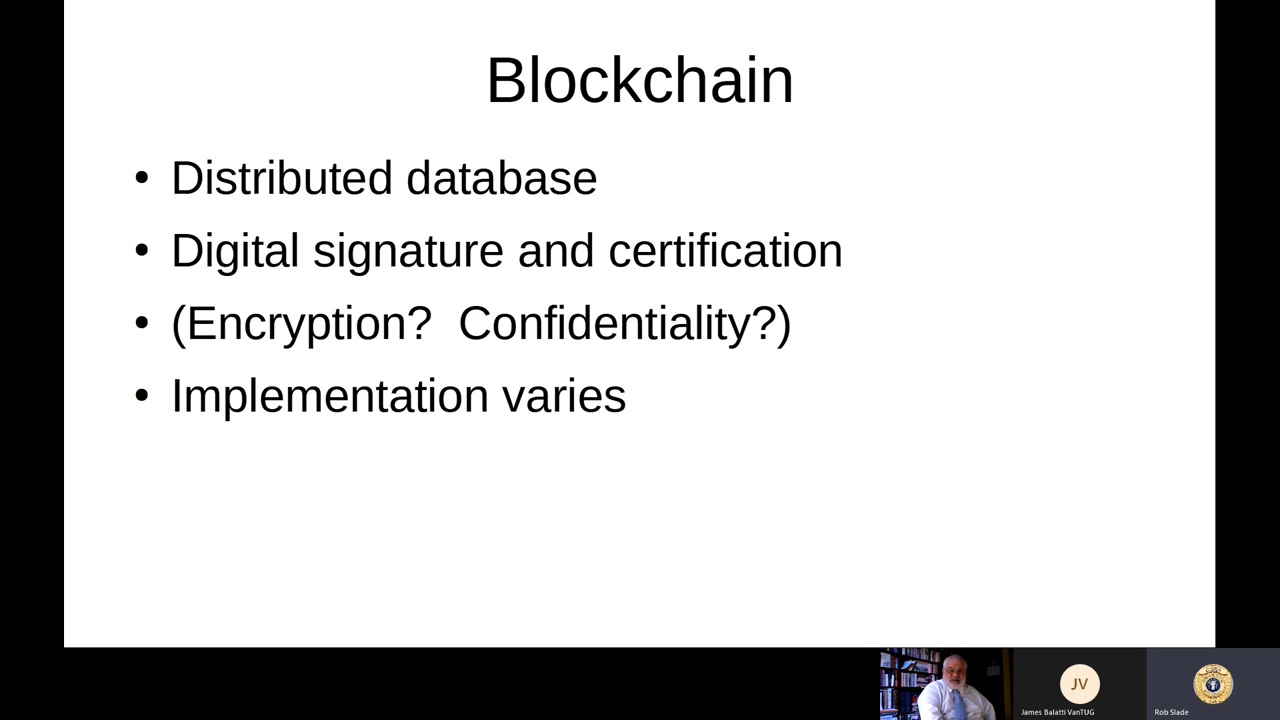 Blockchain
• Distributed database
• Digital signature and certification
• (Encryption?  Confidentiality?)
• Implementation varies
JV
James Balatti VanTUG
Rob Slade